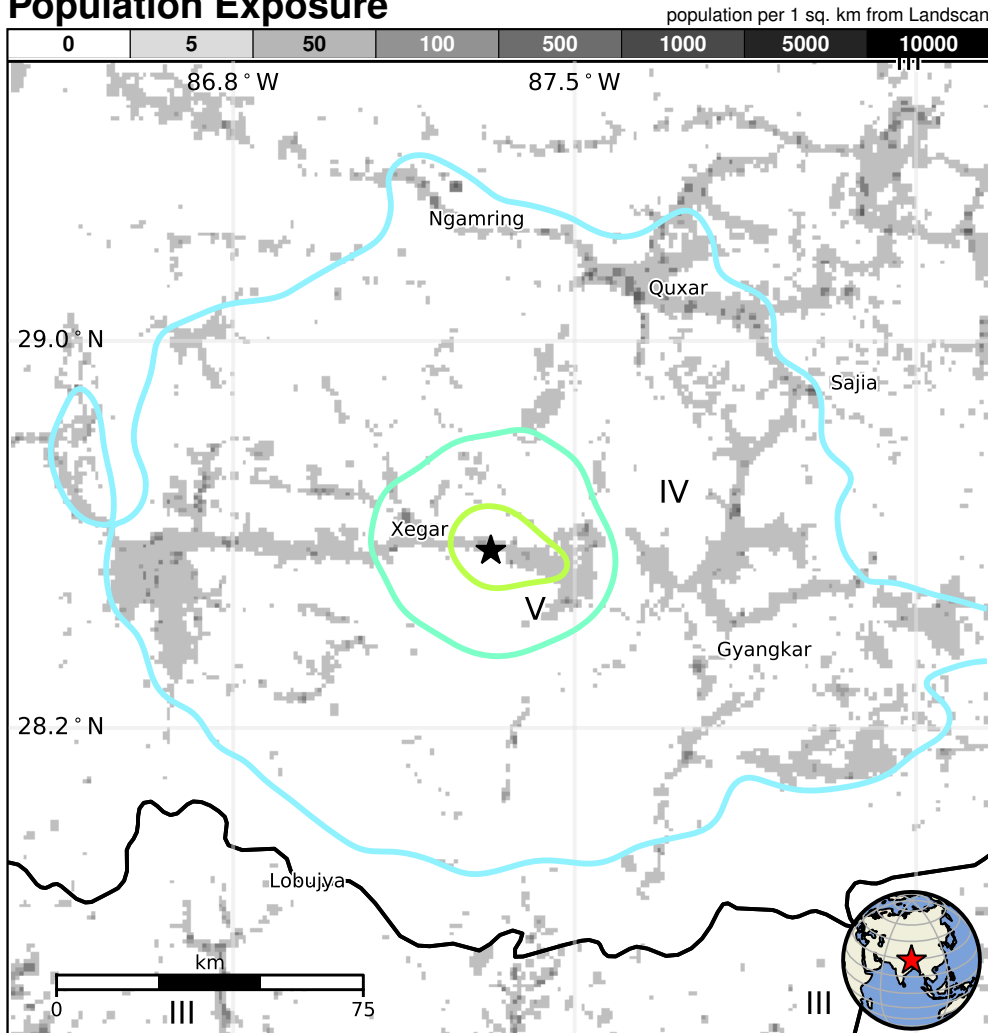 Population Exposure
population per 1 sq. km from Landscan
0 5 50 100 500 1000 5000 10000
III
86.8°W 87.5°W
Ngamring
Quxar
29.0°N
Sajia
IV
Xegar
V
Gyangkar
28.2°N
Lobujya
km
0 75
III
III